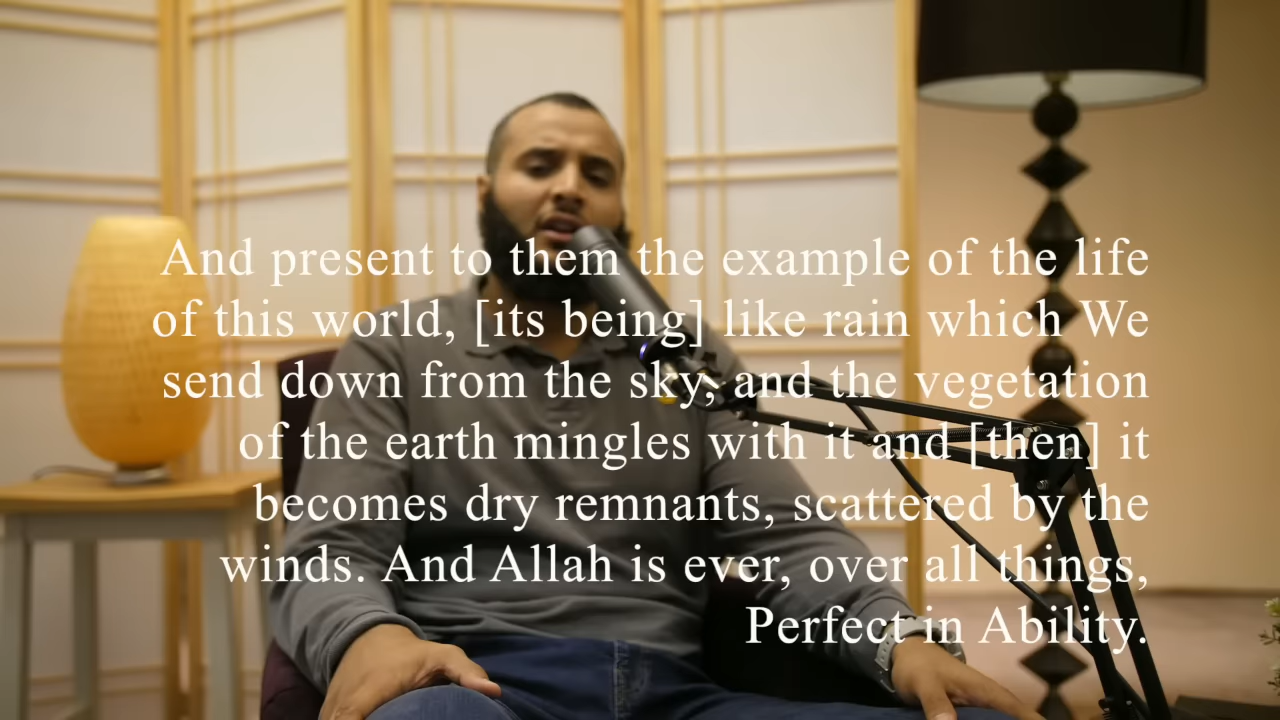 And present to them the example of the life
of this world, [its being] like rain which We
send down from the sky, and the vegetation
of the earth mingles with it and [then] it
becomes dry remnants, scattered by the
winds. And Allah is ever, over all things,
Perfect in Ability.